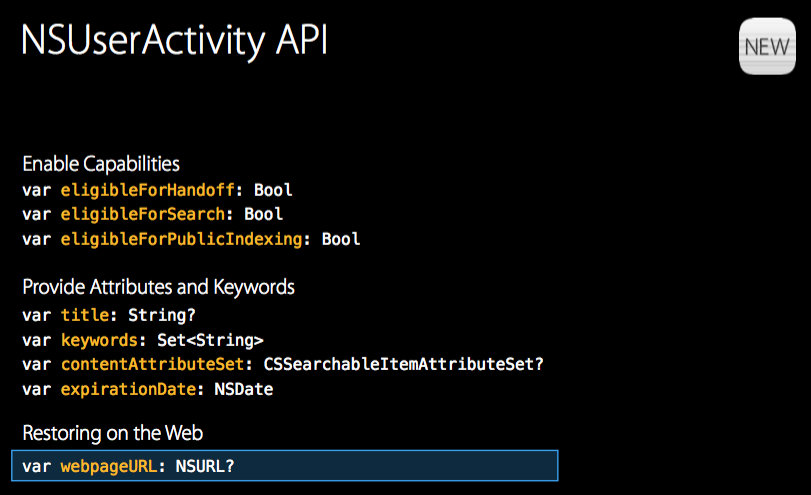 NSUserActivity API
NEW
Enable Capabilities
var eligibleForHandoff: Bool
var eligibleForSearch: Bool
var eligibleForPublicIndexing: Bool
Provide Attributes and Keywords
var title: String?
var keywords: Set<String>
var contentAttributeSet: CSSearchableItemAttributeSet?
var expirationDate: NSDate
Restoring on the Web
var webpageURL: NSURL?